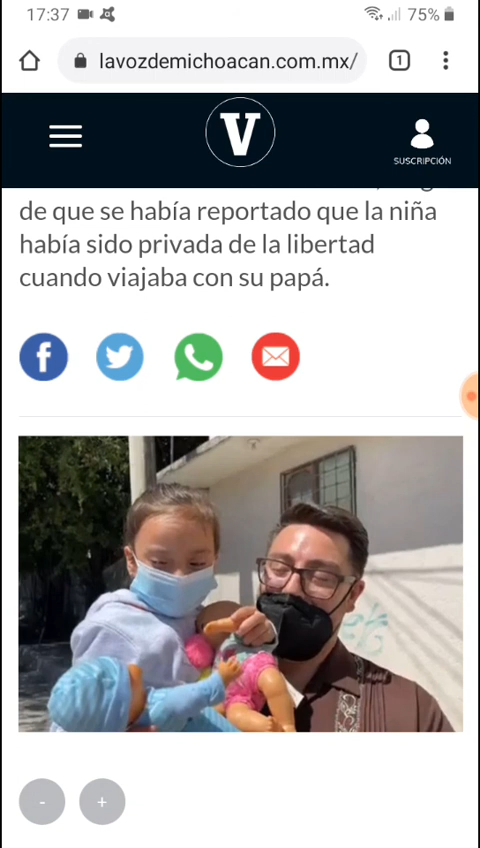 17:37
75%
lavozdemichoacan.com.mx/
1
V
SUSCRIPCIÓN
de que se había reportado que la niña
había sido privada de la libertad
cuando viajaba con su papá.
f
-
+